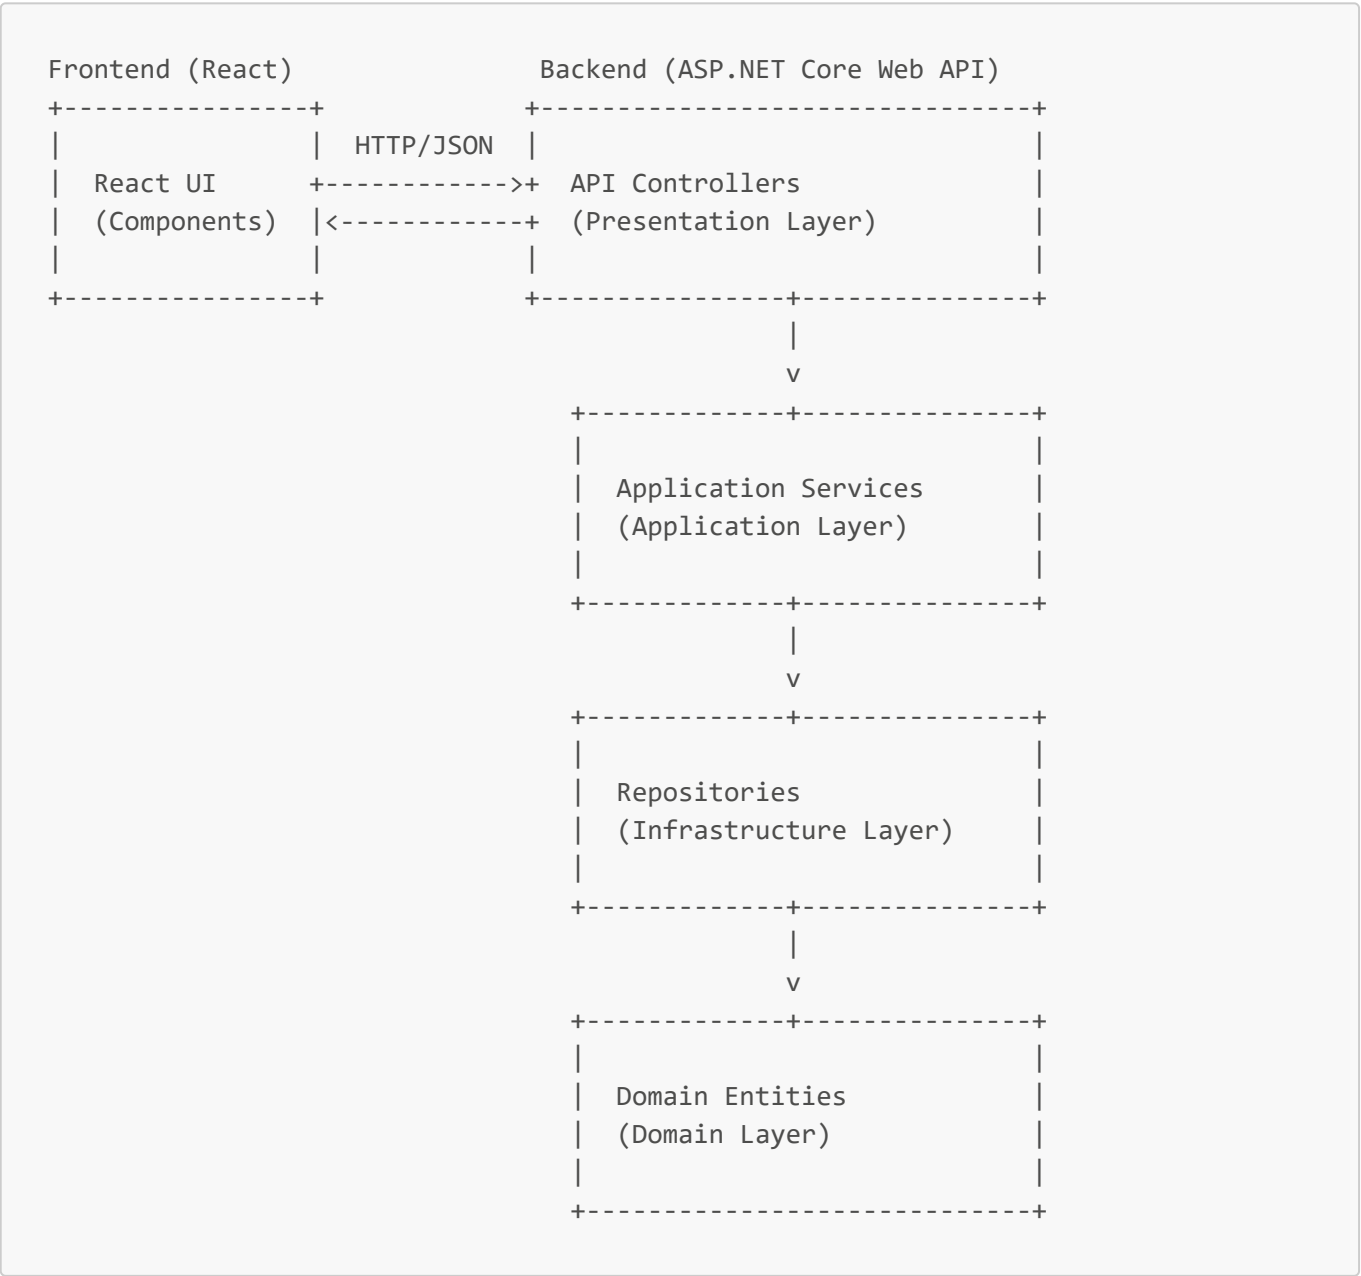 Frontend (React)                Backend (ASP.NET Core Web API)
+----------------+             +--------------------------------+
|                |  HTTP/JSON  |                                |
|  React UI      +------------>+  API Controllers               |
|  (Components)  |<------------+  (Presentation Layer)          |
|                |             |                                |
+----------------+             +----------------+---------------+
                                                |
                                                v
                                  +-------------+---------------+
                                  |                             |
                                  |  Application Services       |
                                  |  (Application Layer)        |
                                  |                             |
                                  +-------------+---------------+
                                                |
                                                v
                                  +-------------+---------------+
                                  |                             |
                                  |  Repositories               |
                                  |  (Infrastructure Layer)     |
                                  |                             |
                                  +-------------+---------------+
                                                |
                                                v
                                  +-------------+---------------+
                                  |                             |
                                  |  Domain Entities            |
                                  |  (Domain Layer)             |
                                  |                             |
                                  +-----------------------------+